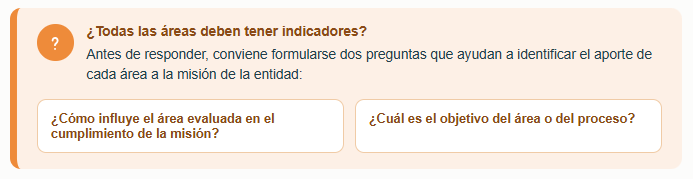 ?
¿Todas las áreas deben tener indicadores?
Antes de responder, conviene formularse dos preguntas que ayudan a identificar el aporte de
cada área a la misión de la entidad:
¿Cómo influye el área evaluada en el
cumplimiento de la misión?
¿Cuál es el objetivo del área o del proceso?